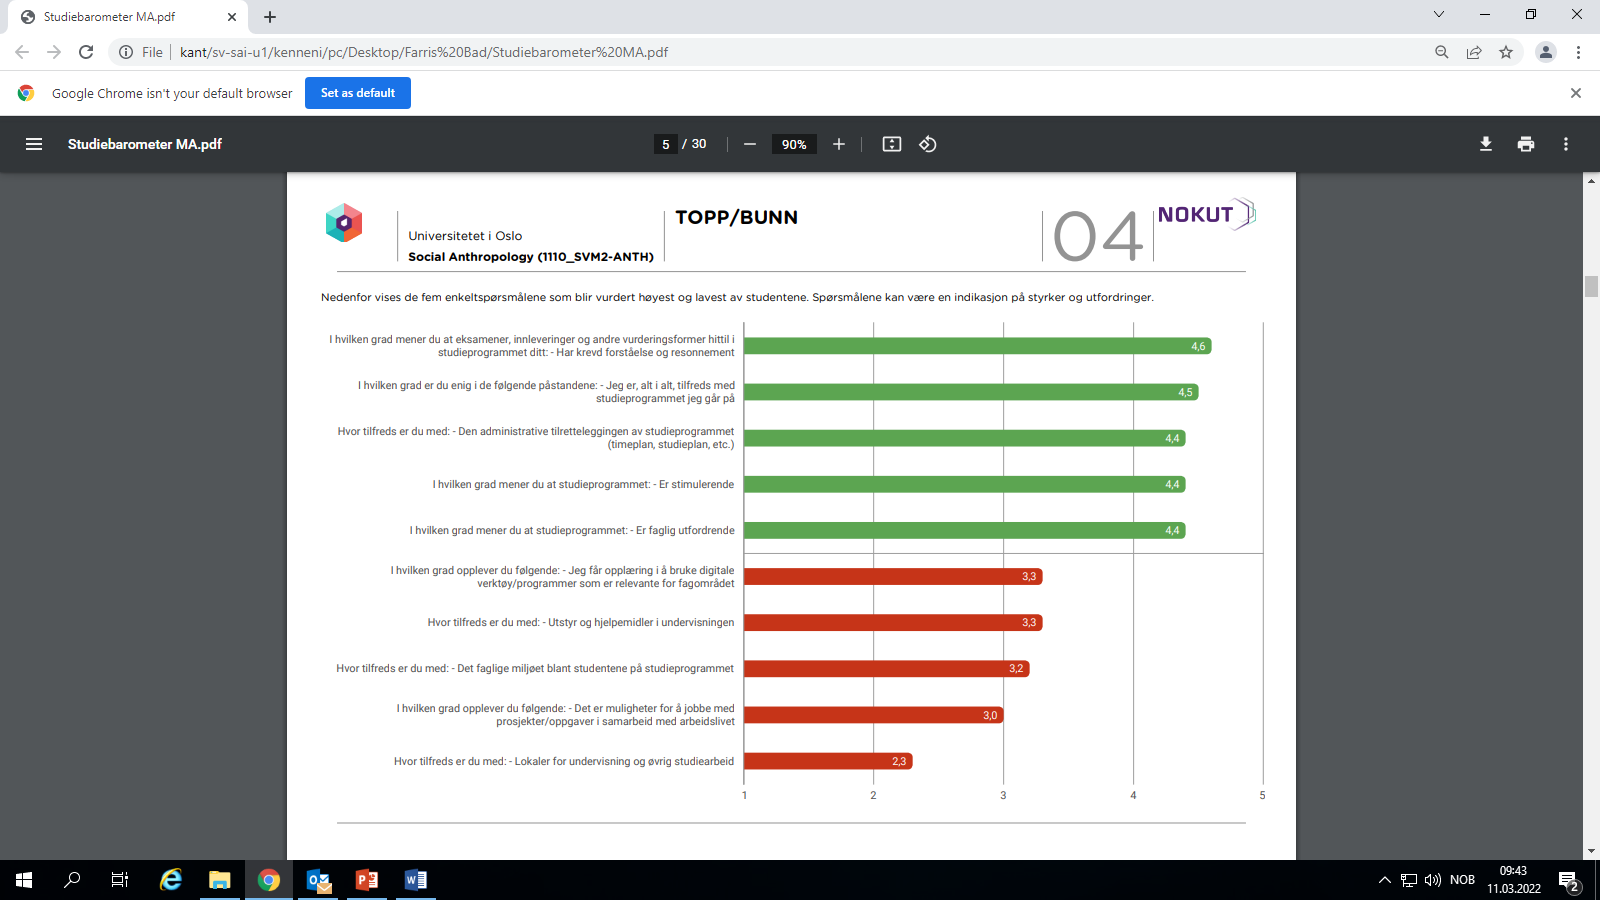 Studiebarometer MA.pdf
File
kant/sv-sai-u1/kenneni/pc/Desktop/Farris%20Bad/Studiebarometer%20MA.pdf
Google Chrome isn't your default browser
Set as default
Studiebarometer MA.pdf
5 / 30
90%
Universitetet i Oslo
Social Anthropology (1110_SVM2-ANTH)
TOPP/BUNN
04
NOKUT
Nedenfor vises de fem enkeltspørsmålene som blir vurdert høyest og lavest av studentene. Spørsmålene kan være en indikasjon på styrker og utfordringer.
I hvilken grad mener du at eksamener, innleveringer og andre vurderingsformer hittil i
studieprogrammet ditt: - Har krevd forståelse og resonnement
4,6
I hvilken grad er du enig i de følgende påstandene: - Jeg er, alt i alt, tilfreds med
studieprogrammet jeg går på
4,5
Hvor tilfreds er du med: - Den administrative tilretteleggingen av studieprogrammet
(timeplan, studieplan, etc.)
4,4
I hvilken grad mener du at studieprogrammet: - Er stimulerende
4,4
I hvilken grad mener du at studieprogrammet: - Er faglig utfordrende
4,4
I hvilken grad opplever du følgende: - Jeg får opplæring i å bruke digitale
verktøy/programmer som er relevante for fagområdet
3,3
Hvor tilfreds er du med: - Utstyr og hjelpemidler i undervisningen
3,3
Hvor tilfreds er du med: - Det faglige miljøet blant studentene på studieprogrammet
3,2
I hvilken grad opplever du følgende: - Det er muligheter for å jobbe med
prosjekter/oppgaver i samarbeid med arbeidslivet
3,0
Hvor tilfreds er du med: - Lokaler for undervisning og øvrig studiearbeid
2,3
1
2
3
4
5
NOB
09:43
11.03.2022
2